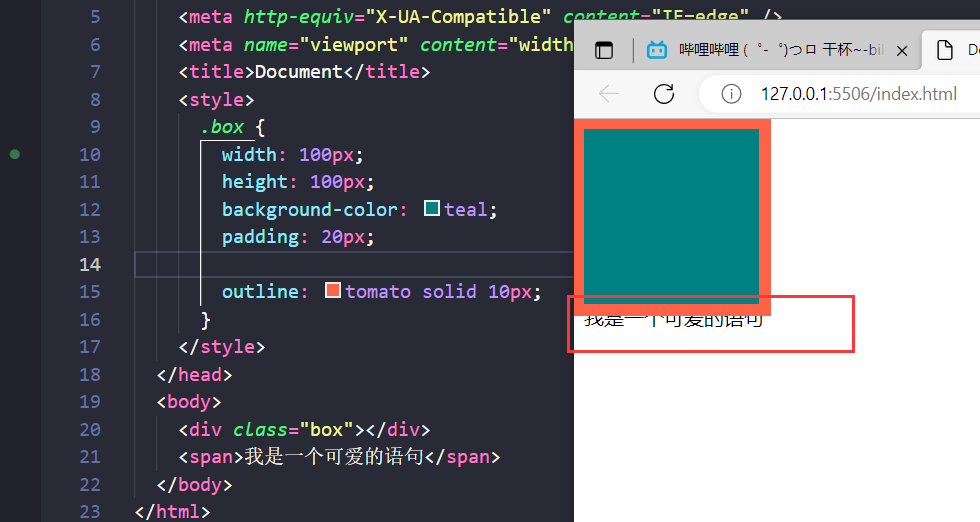 5 <meta http-equiv="X-UA-Compatible" content="IE=edge" />
6 <meta name="viewport" content="width
7 <title>Document</title>
8 <style>
9 .box {
10 width: 100px;
11 height: 100px;
12 background-color: teal;
13 padding: 20px;
14
15 outline: tomato solid 10px;
16 }
17 </style>
18 </head>
19 <body>
20 <div class="box"></div>
21 <span>我是一个可爱的语句</span>
22 </body>
23 </html>
哔哩哔哩 (゜-゜)つロ 干杯~-bil
127.0.0.1:5506/index.html
我是一个可爱的语句